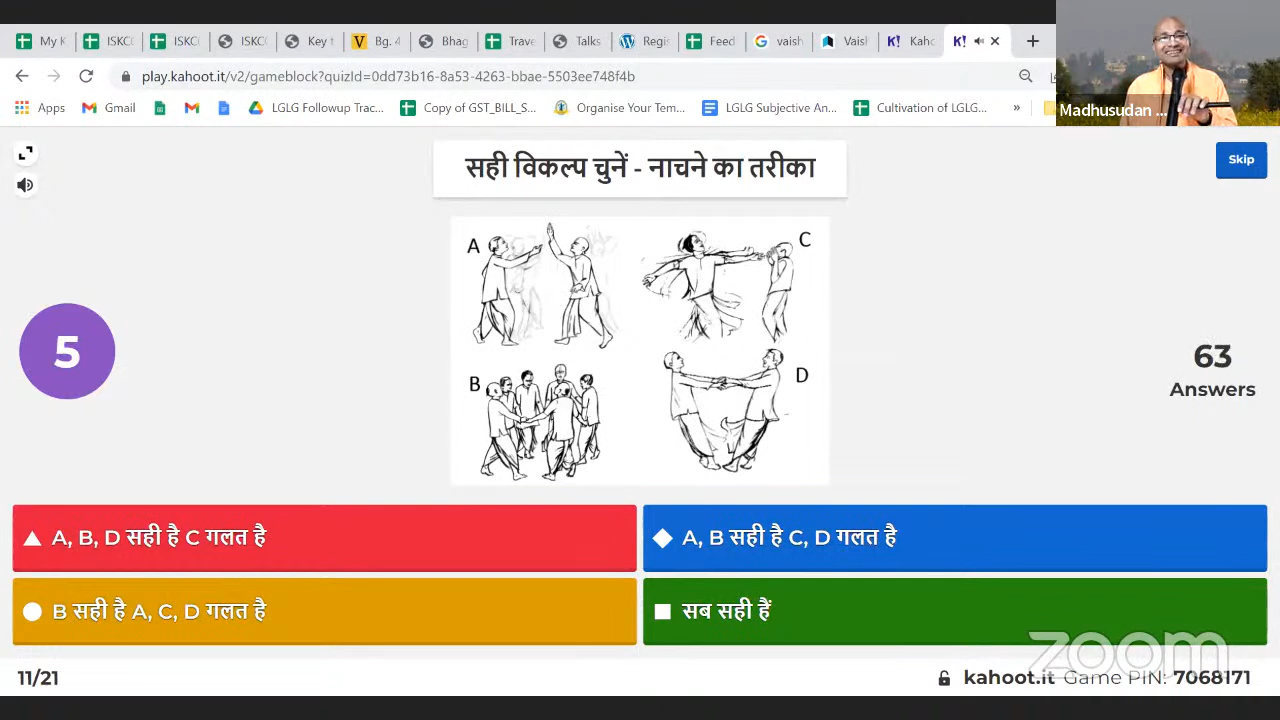 My K
ISKC
ISKC
ISKC
Key t
Bg. 4
Bhag
Trave
Talks
Regis
Feed
vaish
Vaish
Kaho
play.kahoot.it/v2/gameblock?quizId=0dd73b16-8a53-4263-bbae-5503ee748f4b
Apps
Gmail
LGLG Followup Trac...
Copy of GST_BILL_S...
Organise Your Tem...
LGLG Subjective An...
Cultivation of LGLG...
»
Madhusudan ...
सही विकल्प चुनें - नाचने का तरीका
Skip
A
C
B
D
5
63
Answers
A, B, D सही है C गलत है
A, B सही है C, D गलत है
B सही है A, C, D गलत है
सब सही हैं
zoom
11/21
kahoot.it Game PIN: 7068171